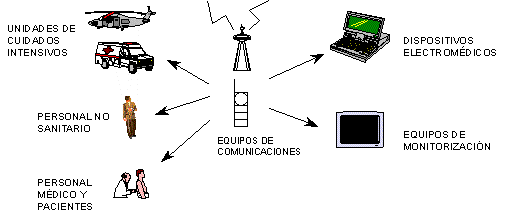 UNIDADES DE
CUIDADOS
INTENSIVOS
DISPOSITIVOS
ELECTROMÉDICOS
PERSONAL NO
SANITARIO
EQUIPOS DE
COMUNICACIONES
EQUIPOS DE
MONITORIZACIÓN
PERSONAL
MÉDICO Y
PACIENTES